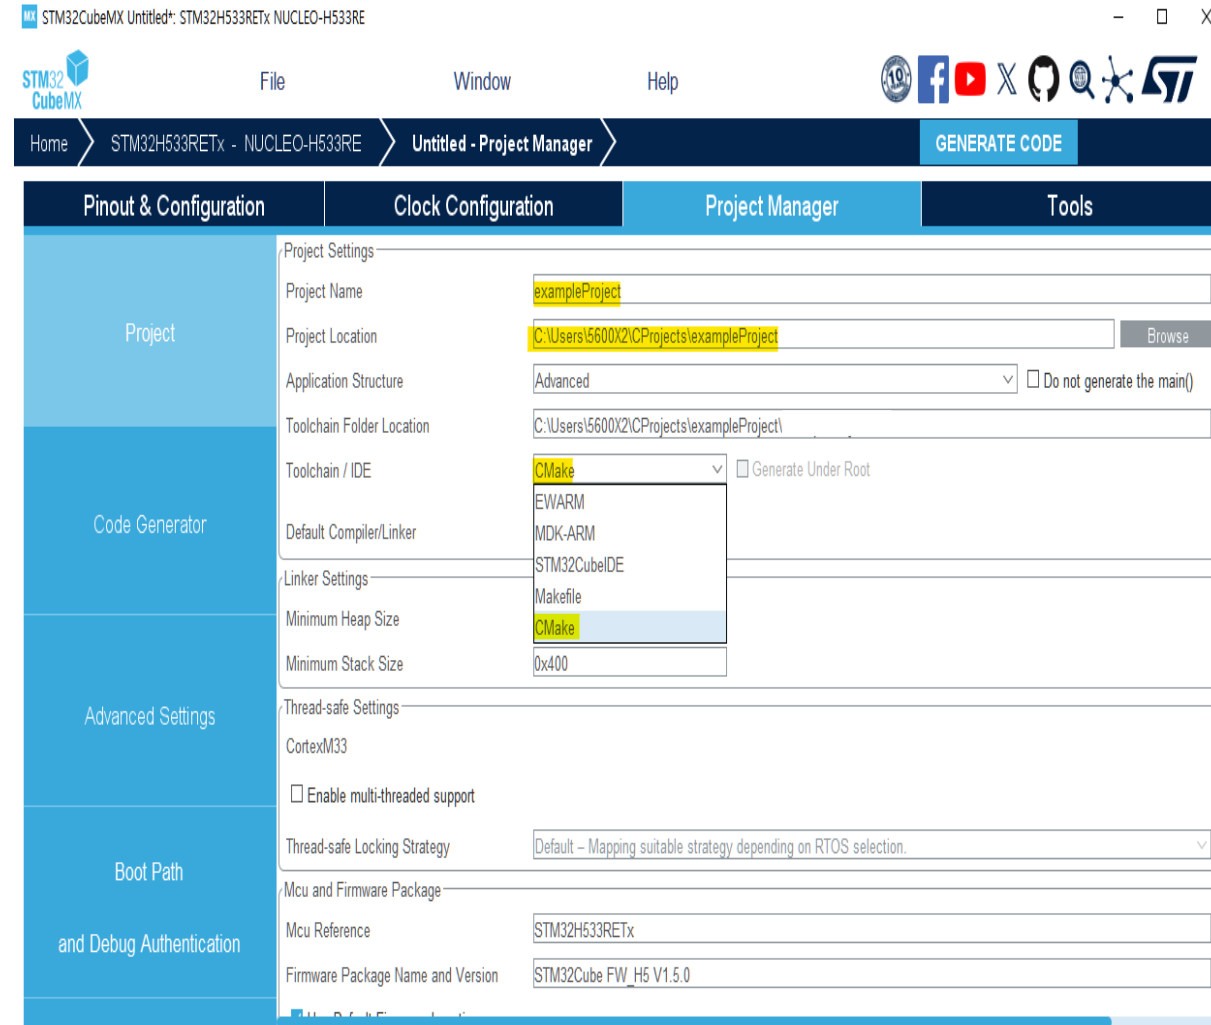 MX STM32CubeMX Untitled*: STM32H533RETx NUCLEO-H533RE
STM32 CubeMX
File Window Help
10
Home STM32H533RETx - NUCLEO-H533RE Untitled - Project Manager GENERATE CODE
Pinout & Configuration Clock Configuration Project Manager Tools
Project
Code Generator
Advanced Settings
Boot Path
and Debug Authentication
Project Settings
Project Name exampleProject
Project Location C:\Users\5600X2\CProjects\exampleProject Browse
Application Structure Advanced Do not generate the main()
Toolchain Folder Location C:\Users\5600X2\CProjects\exampleProject\
Toolchain / IDE CMake Generate Under Root
EWARM
Default Compiler/Linker MDK-ARM
STM32CubeIDE
Linker Settings
Makefile
Minimum Heap Size CMake
Minimum Stack Size 0x400
Thread-safe Settings
CortexM33
Enable multi-threaded support
Thread-safe Locking Strategy Default – Mapping suitable strategy depending on RTOS selection.
Mcu and Firmware Package
Mcu Reference STM32H533RETx
Firmware Package Name and Version STM32Cube FW_H5 V1.5.0